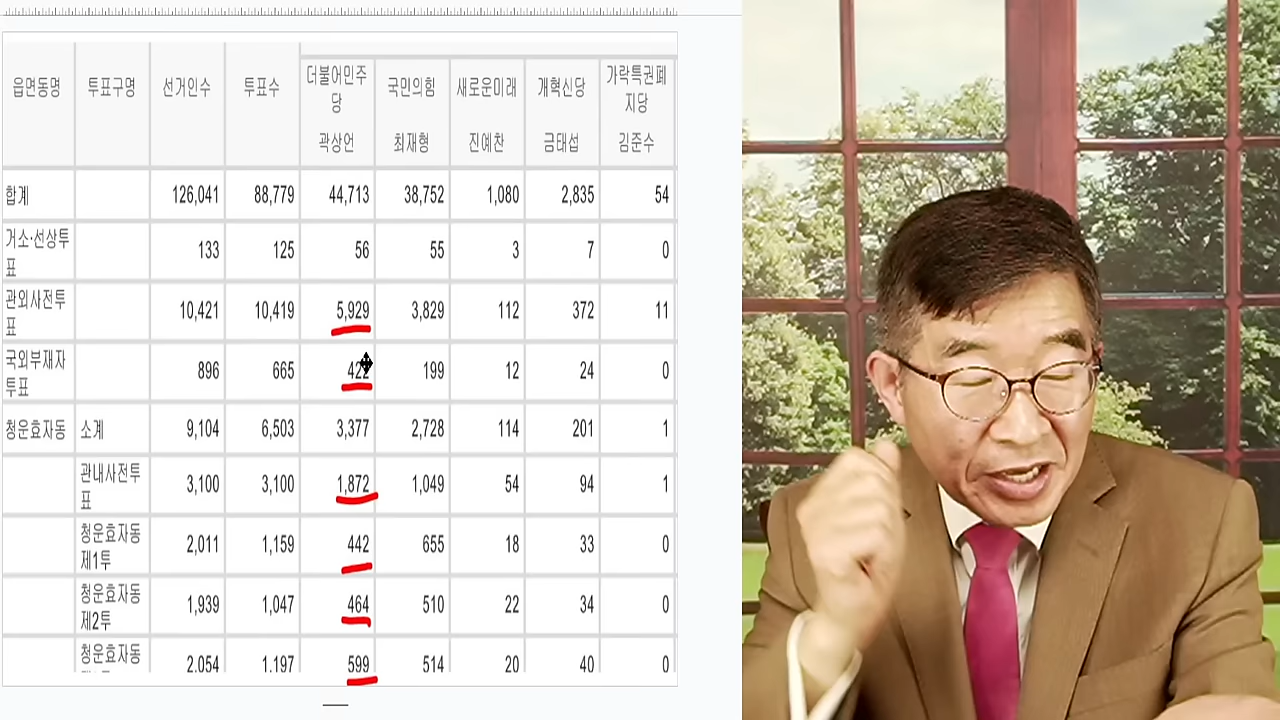 읍면동명 투표구명 선거인수 투표수 더불어민주당 곽상언 국민의힘 최재형 새로운미래 진예찬 개혁신당 금태섭 가락특권폐지당 김준수
합계 126,041 88,779 44,713 38,752 1,080 2,835 54
거소·선상투표 133 125 56 55 3 7 0
관외사전투표 10,421 10,419 5,929 3,829 112 372 11
국외부재자투표 896 665 422 199 12 24 0
청운효자동 소계 9,104 6,503 3,377 2,728 114 201 1
관내사전투표 3,100 3,100 1,872 1,049 54 94 1
청운효자동제1투 2,011 1,159 442 655 18 33 0
청운효자동제2투 1,939 1,047 464 510 22 34 0
청운효자동 2,054 1,197 599 514 20 40 0